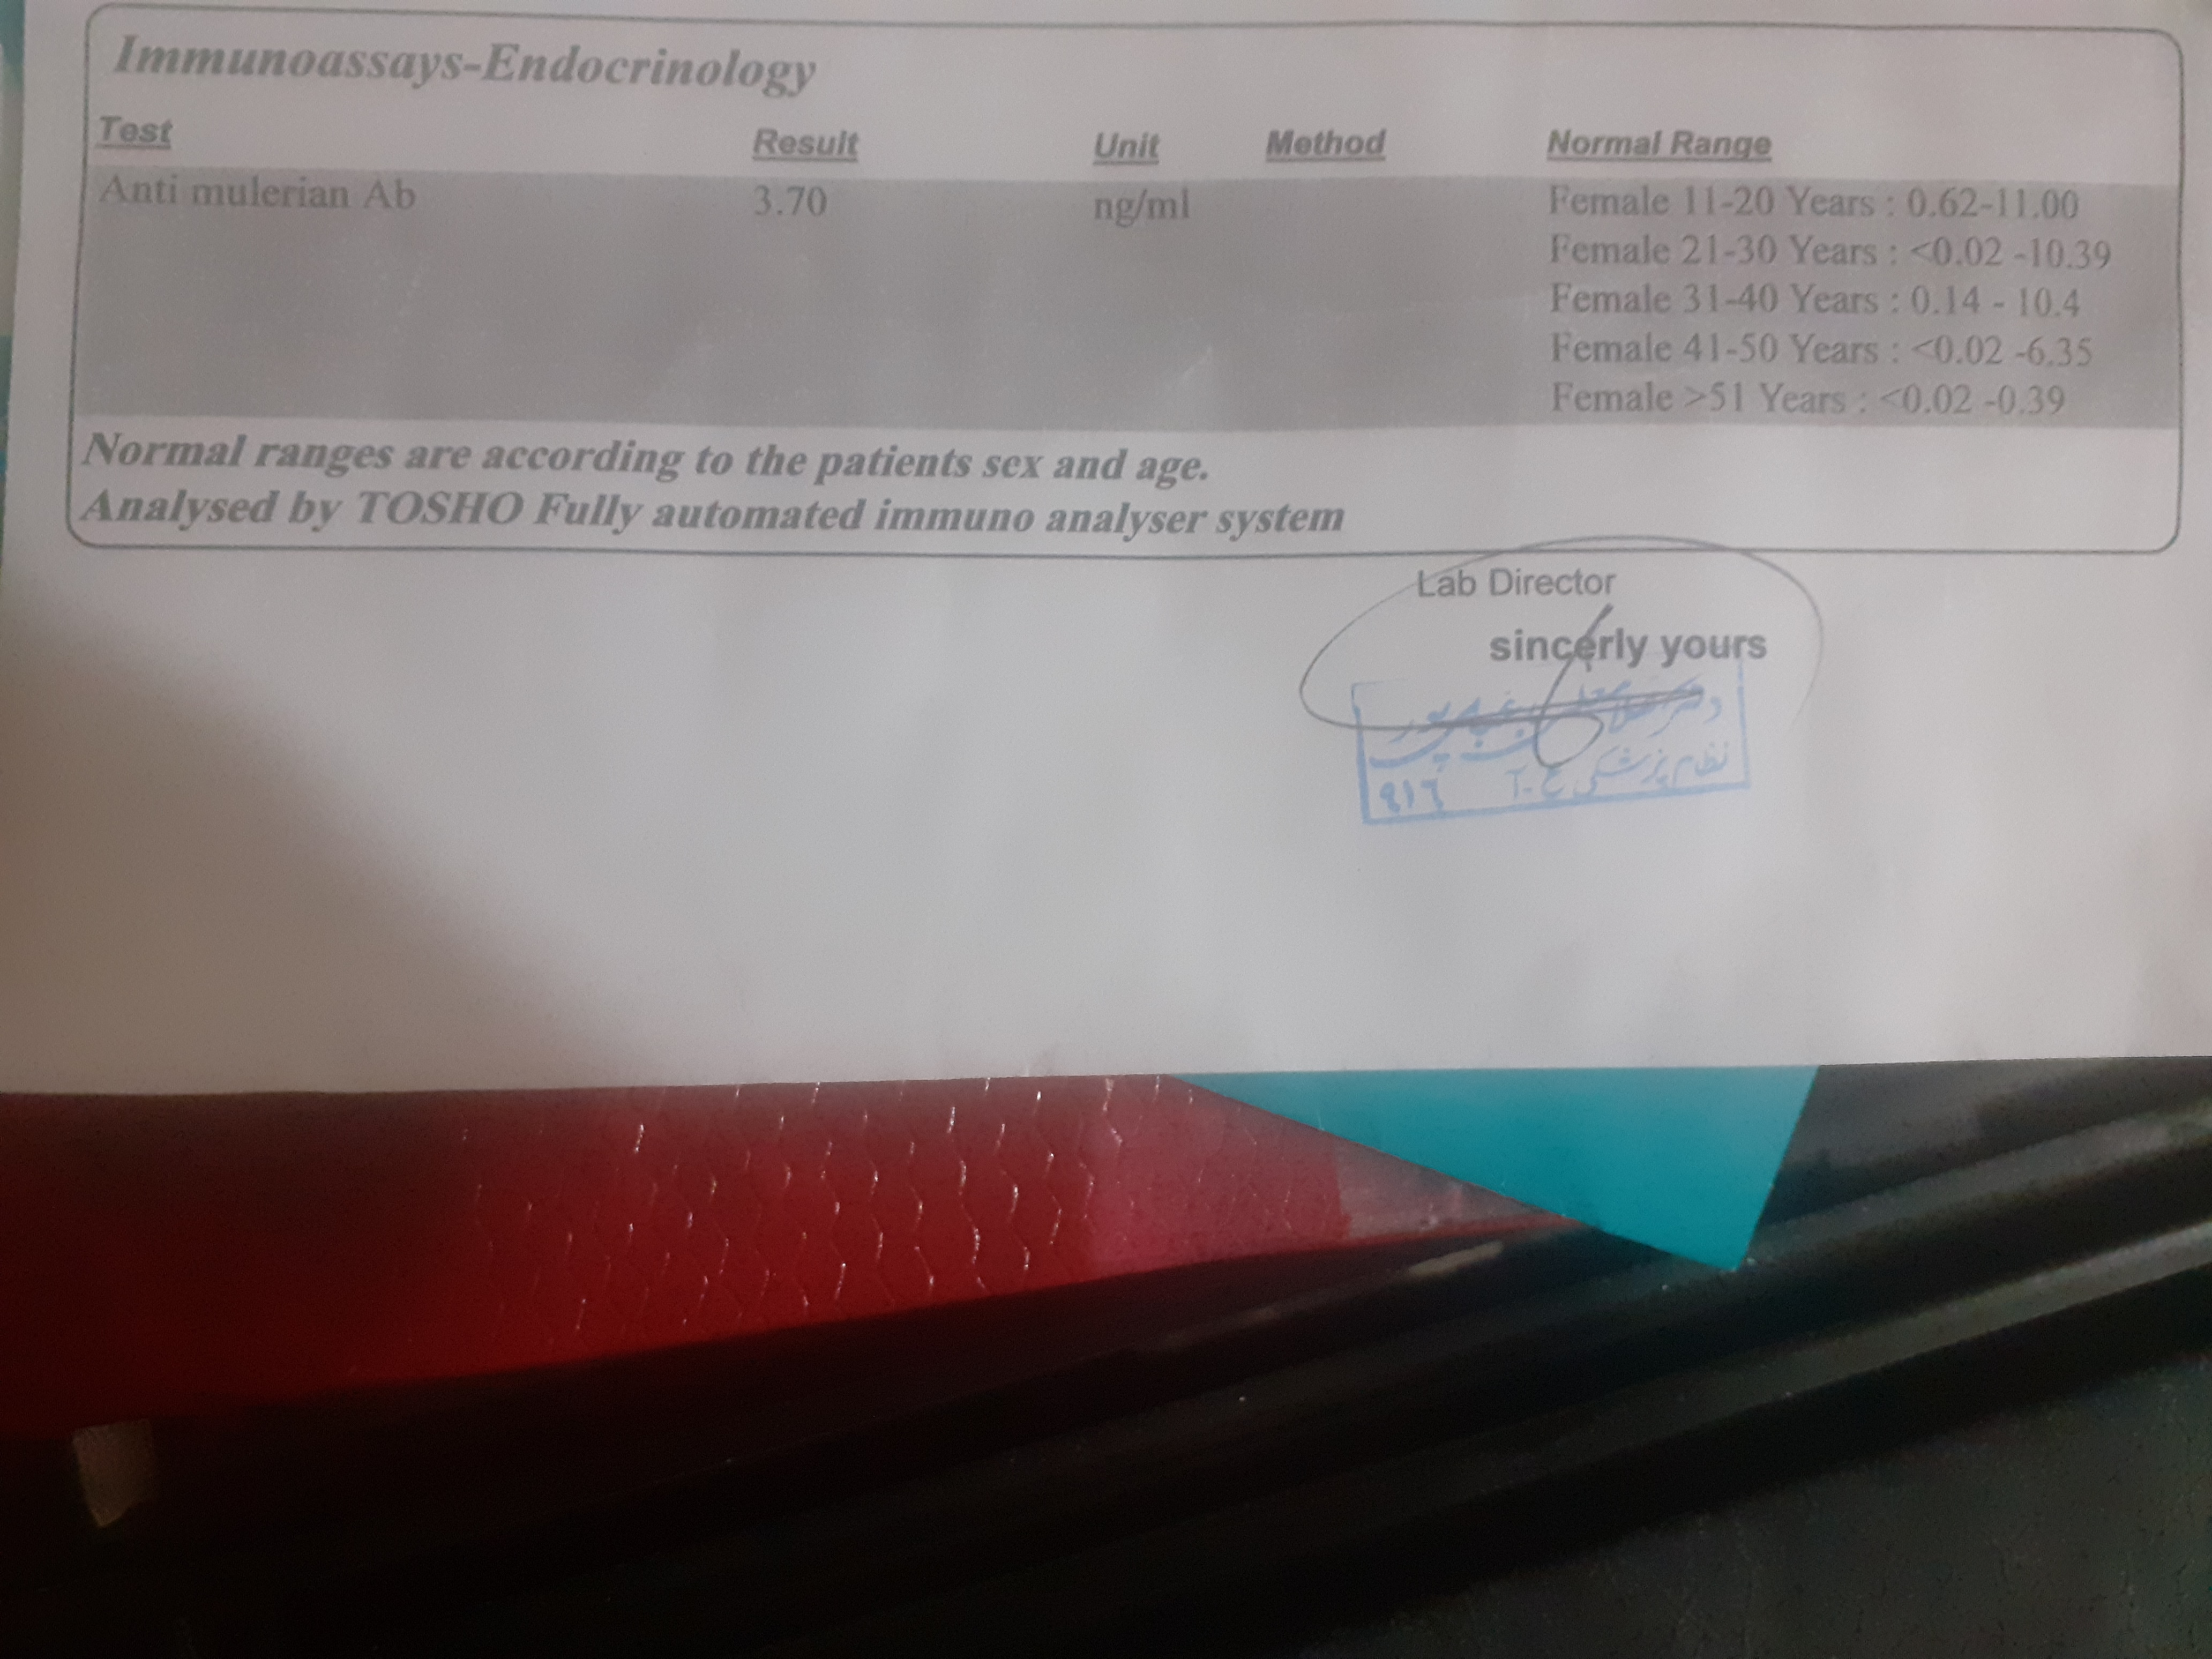 Immunoassays-Endocrinology
Test Result Unit Method Normal Range
Anti mulerian Ab 3.70 ng/ml Female 11-20 Years : 0.62-11.00
Female 21-30 Years : <0.02 -10.39
Female 31-40 Years : 0.14 - 10.4
Female 41-50 Years : <0.02 -6.35
Female >51 Years : <0.02 -0.39
Normal ranges are according to the patients sex and age.
Analysed by TOSHO Fully automated immuno analyser system
Lab Director
sincerly yours
دکتر
نظام پزشکی آ-ع ٩١٦